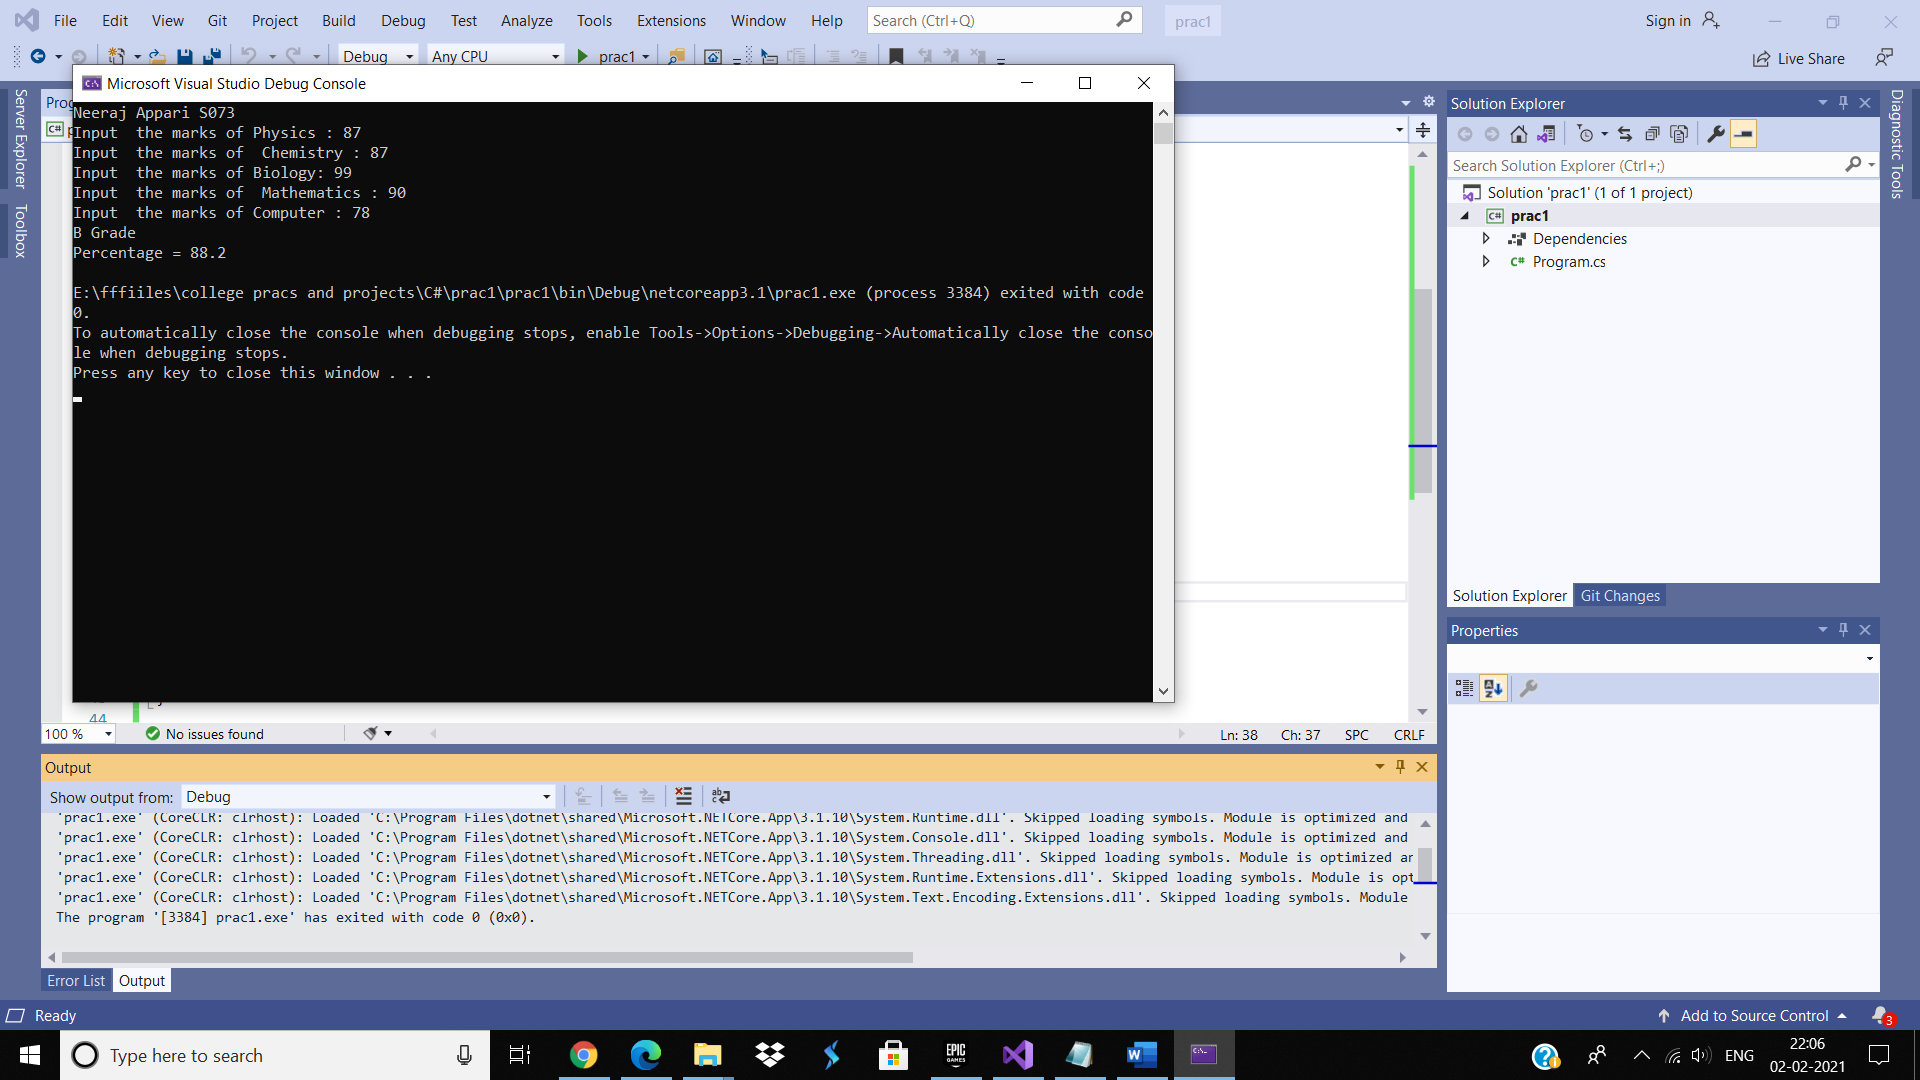 File Edit View Git Project Build Debug Test Analyze Tools Extensions Window Help Search (Ctrl+Q) prac1 Sign in
Debug Any CPU prac1 Live Share
Microsoft Visual Studio Debug Console
Neeraj Appari S073
Input  the marks of Physics : 87
Input  the marks of  Chemistry : 87
Input  the marks of Biology: 99
Input  the marks of  Mathematics : 90
Input  the marks of Computer : 78
B Grade
Percentage = 88.2
E:\fffiiles\college pracs and projects\C#\prac1\prac1\bin\Debug\netcoreapp3.1\prac1.exe (process 3384) exited with code
0.
To automatically close the console when debugging stops, enable Tools->Options->Debugging->Automatically close the conso
le when debugging stops.
Press any key to close this window . . .
Server Explorer
Toolbox
44
100 % No issues found Ln: 38 Ch: 37 SPC CRLF
Output
Show output from: Debug
'prac1.exe' (CoreCLR: clrhost): Loaded 'C:\Program Files\dotnet\shared\Microsoft.NETCore.App\3.1.10\System.Runtime.dll'. Skipped loading symbols. Module is optimized and
'prac1.exe' (CoreCLR: clrhost): Loaded 'C:\Program Files\dotnet\shared\Microsoft.NETCore.App\3.1.10\System.Console.dll'. Skipped loading symbols. Module is optimized and
'prac1.exe' (CoreCLR: clrhost): Loaded 'C:\Program Files\dotnet\shared\Microsoft.NETCore.App\3.1.10\System.Threading.dll'. Skipped loading symbols. Module is optimized
'prac1.exe' (CoreCLR: clrhost): Loaded 'C:\Program Files\dotnet\shared\Microsoft.NETCore.App\3.1.10\System.Runtime.Extensions.dll'. Skipped loading symbols. Module is
'prac1.exe' (CoreCLR: clrhost): Loaded 'C:\Program Files\dotnet\shared\Microsoft.NETCore.App\3.1.10\System.Text.Encoding.Extensions.dll'. Skipped loading symbols. Module
The program '[3384] prac1.exe' has exited with code 0 (0x0).
Error List Output
Solution Explorer
Search Solution Explorer (Ctrl+;)
Solution 'prac1' (1 of 1 project)
C# prac1
Dependencies
C# Program.cs
Solution Explorer Git Changes
Properties
Diagnostic Tools
Ready Add to Source Control 3
Type here to search EPIC GAMES ENG 22:06
02-02-2021